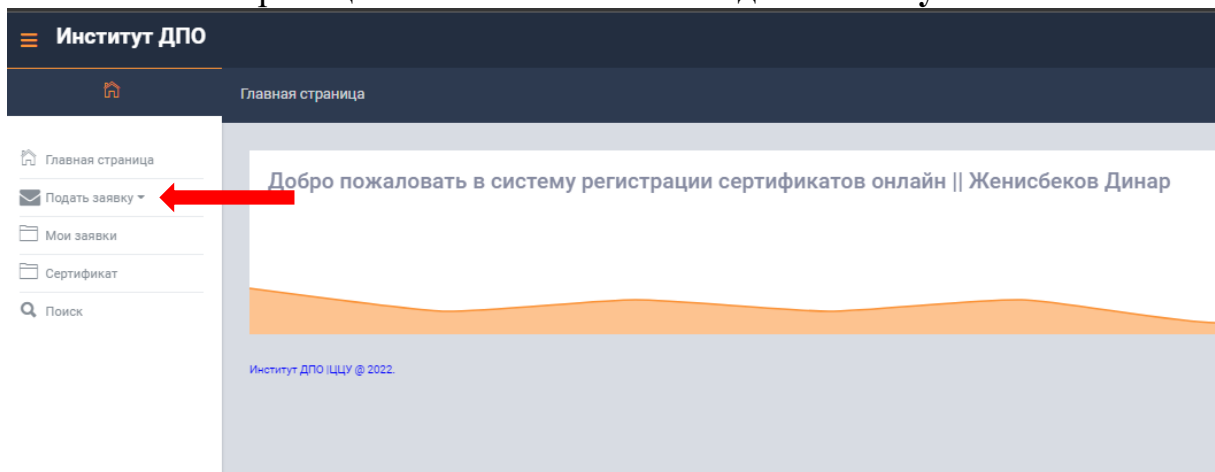 Институт ДПО
Главная страница
Главная страница
Подать заявку
Мои заявки
Сертификат
Поиск
Добро пожаловать в систему регистрации сертификатов онлайн || Женисбеков Динар
Институт ДПО |ЦЦУ @ 2022.